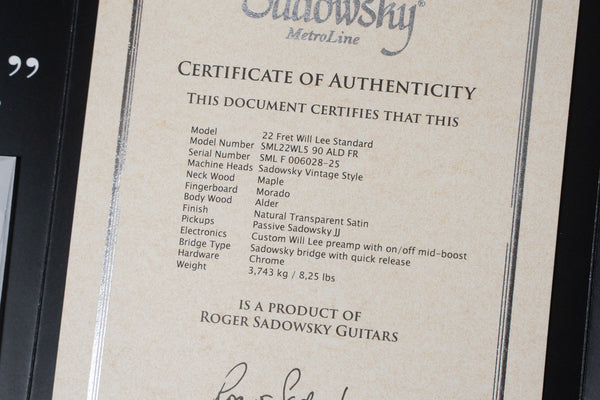 ”
Sadowsky®
MetroLine
CERTIFICATE OF AUTHENTICITY
THIS DOCUMENT CERTIFIES THAT THIS
Model 22 Fret Will Lee Standard
Model Number SML22WL5 90 ALD FR
Serial Number SML F 006028-25
Machine Heads Sadowsky Vintage Style
Neck Wood Maple
Fingerboard Morado
Body Wood Alder
Finish Natural Transparent Satin
Pickups Passive Sadowsky JJ
Electronics Custom Will Lee preamp with on/off mid-boost
Bridge Type Sadowsky bridge with quick release
Hardware Chrome
Weight 3,743 kg / 8,25 lbs
IS A PRODUCT OF
ROGER SADOWSKY GUITARS